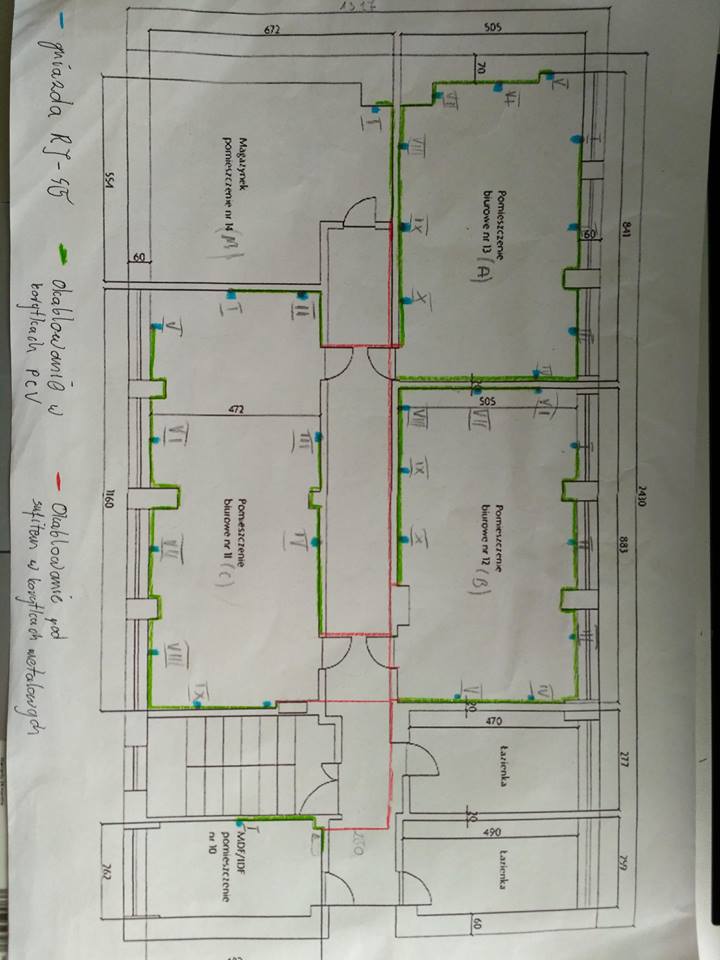 2430
841
883
277
259
I
II
60
III
I
II
III
V
IV
VI
IV
505
VI
Pomieszczenie
biurowe nr 13 (A)
Pomieszczenie
biurowe nr 12 (B)
470
Łazienka
490
Łazienka
70
20
505
VII
V
20
20
60
VII
VIII
IX
X
VIII
IX
X
I
250
II
III
IV
672
Magazynek
pomieszczenie nr 14 (M)
472
Pomieszczenie
biurowe nr 11 (C)
I
MDF/IDF
pomieszczenie
nr 10
I
IX
V
VI
VII
VIII
60
554
1160
262
gniazda RJ-45
okablowanie w
korytkach PCV
Okablowanie pod
sufitem w korytkach metalowych